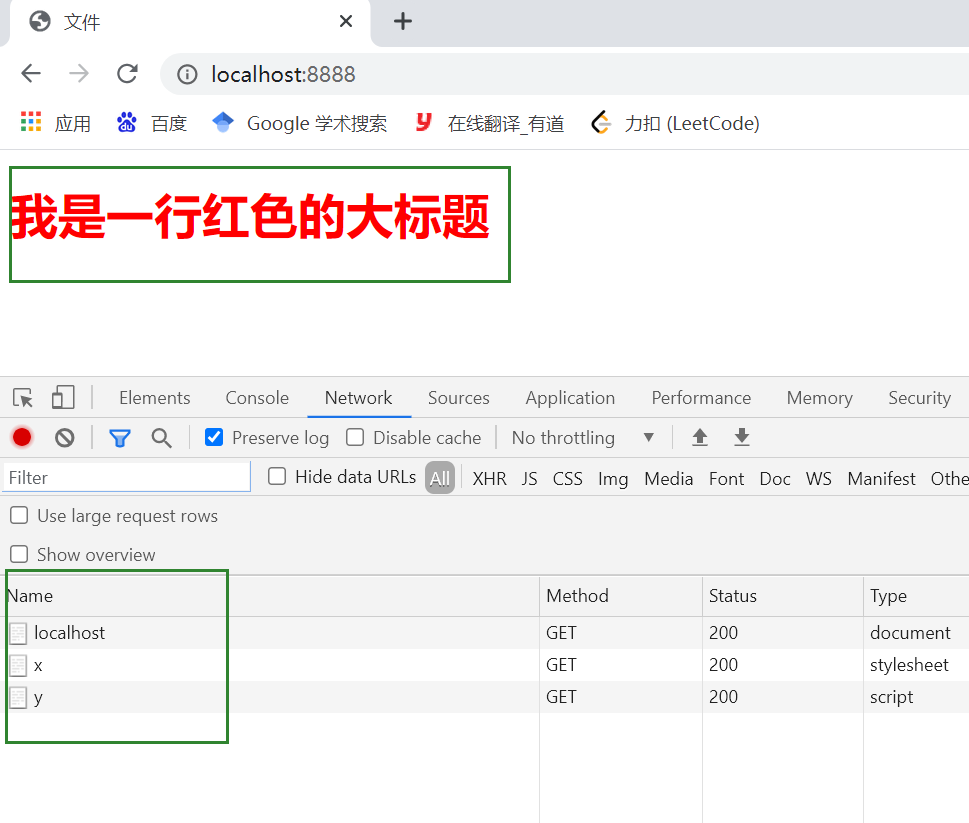 文件
localhost:8888
应用 百度 Google 学术搜索 在线翻译_有道 力扣 (LeetCode)
我是一行红色的大标题
Elements Console Network Sources Application Performance Memory Security
Preserve log Disable cache No throttling
Filter Hide data URLs All XHR JS CSS Img Media Font Doc WS Manifest Othe
Use large request rows
Show overview
Name Method Status Type
localhost GET 200 document
x GET 200 stylesheet
y GET 200 script